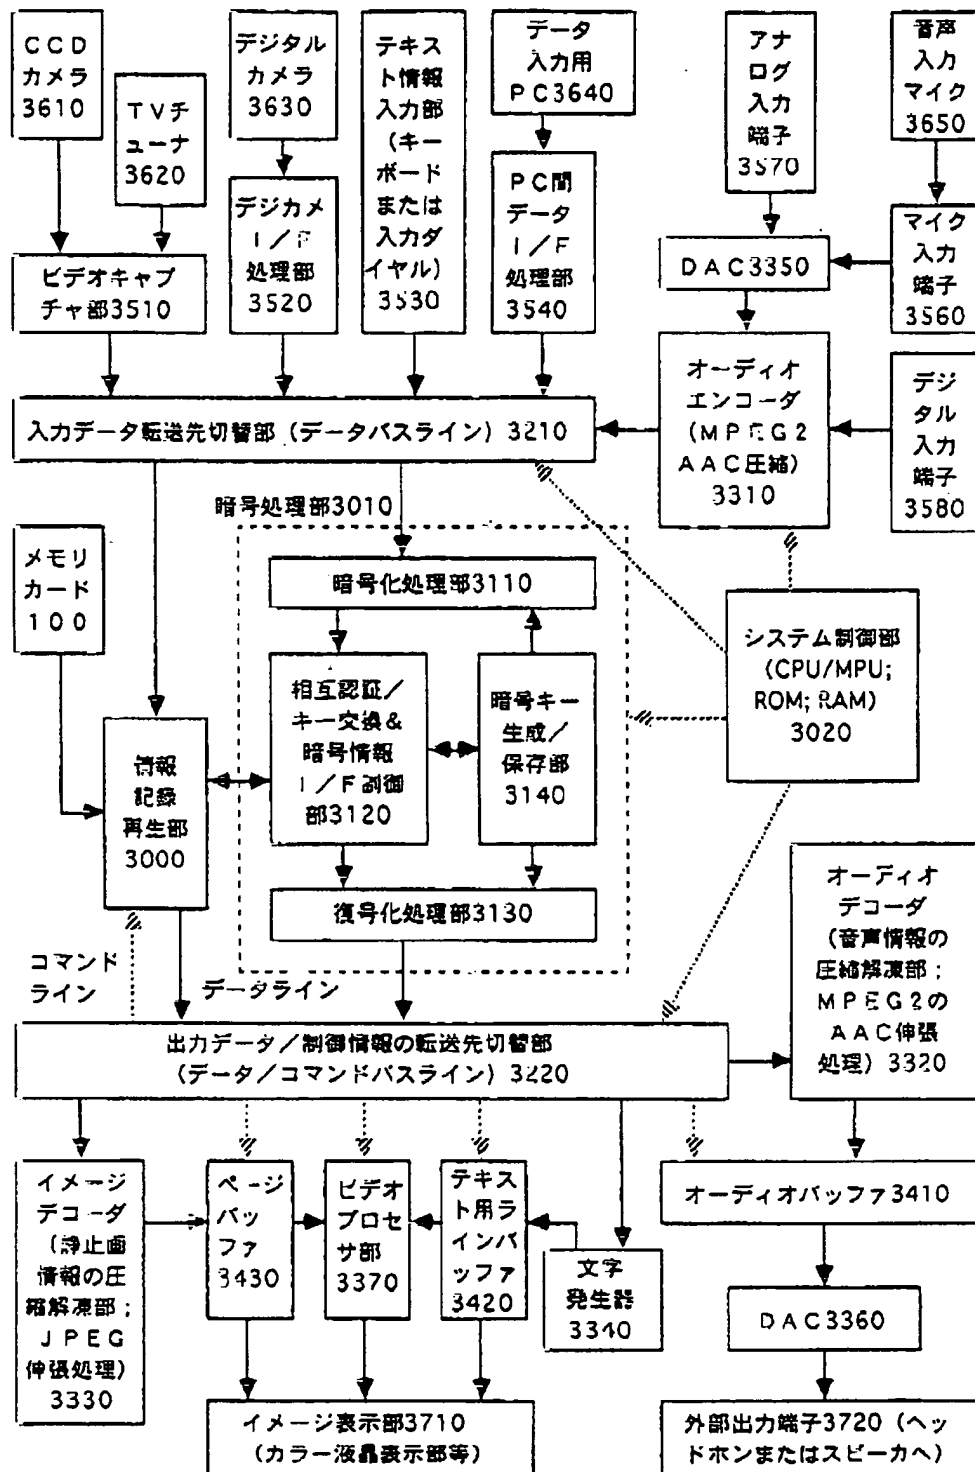 ＣＣＤ
カメラ
3610
ＴＶチ
ューナ
3620
デジタル
カメラ
3630
テキス
ト情報
入力部
（キー
ボード
または
入力ダ
イヤル）
3530
データ
入力用
ＰＣ3640
アナ
ログ
入力
端子
3570
音声
入力
マイク
3650
デジカメ
Ｉ／Ｆ
処理部
3520
ＰＣ間
データ
Ｉ／Ｆ
処理部
3540
ビデオキャプ
チャ部3510
ＤＡＣ3350
マイク
入力
端子
3560
入力データ転送先切替部（データバスライン）3210
オーディオ
エンコーダ
（ＭＰＥＧ２
ＡＡＣ圧縮）
3310
デジ
タル
入力
端子
3580
暗号処理部3010
メモリ
カード
１００
暗号化処理部3110
相互認証／
キー交換＆
暗号情報
Ｉ／Ｆ制御
部3120
暗号キー
生成／
保存部
3140
システム制御部
（CPU/MPU;
ROM; RAM）
3020
情報
記録
再生部
3000
復号化処理部3130
コマンド
ライン
データライン
オーディオ
デコーダ
（音声情報の
圧縮解凍部；
ＭＰＥＧ２の
ＡＡＣ伸張
処理）3320
出力データ／制御情報の転送先切替部
（データ／コマンドバスライン）3220
イメージ
デコーダ
（静止画
情報の圧
縮解凍部；
ＪＰＥＧ
伸張処理）
3330
ページ
バッ
ファ
3430
ビデオ
プロセ
サ部
3370
テキス
ト用ラ
インバ
ッファ
3420
文字
発生器
3340
オーディオバッファ3410
ＤＡＣ3360
イメージ表示部3710
（カラー液晶表示部等）
外部出力端子3720（ヘッ
ドホンまたはスピーカへ）